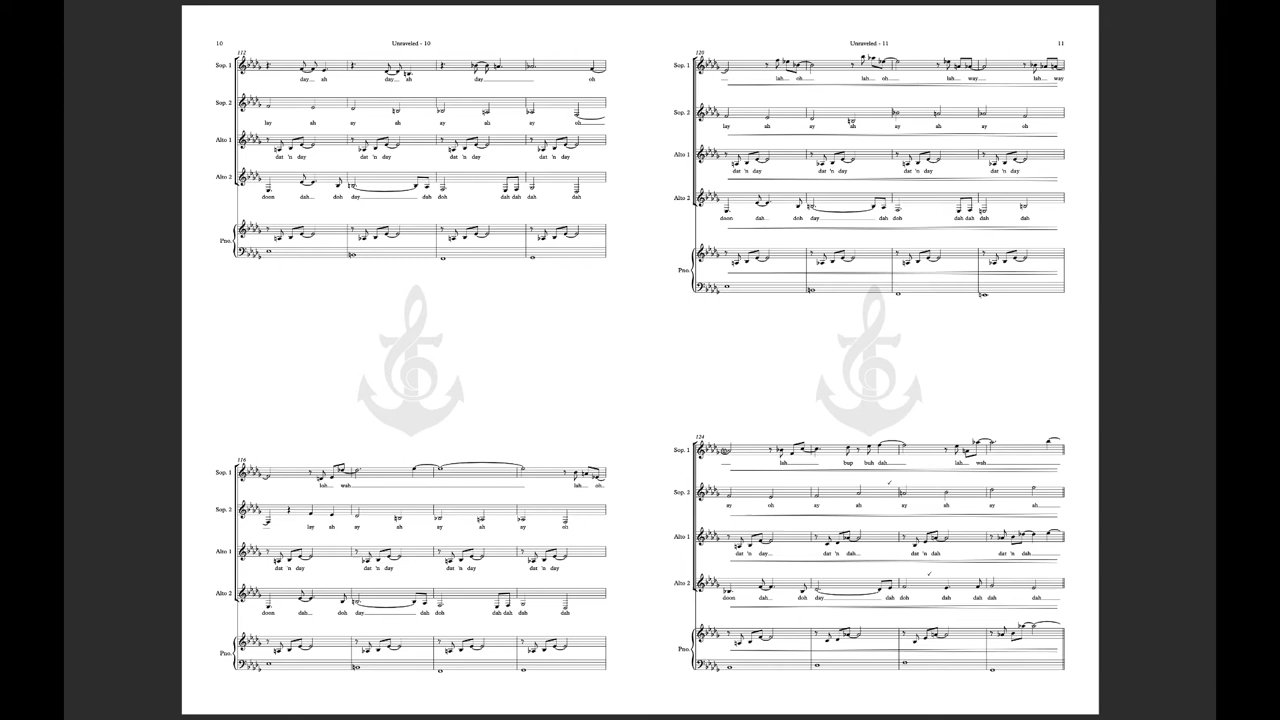 10
Unraveled - 10
112
Sop. 1
day ah day ah day oh
Sop. 2
lay ah ay ah ay ah ay oh
Alto 1
dat 'n day dat 'n day dat 'n day dat 'n day
Alto 2
doon dah doh day dah doh dah dah dah dah
Pno.
116
Sop. 1
loh wah lah oh
Sop. 2
lay ah ay ah ay ah ay oh
Alto 1
dat 'n day dat 'n day dat 'n day dat 'n day
Alto 2
doon dah doh day dah doh dah dah dah dah
Pno.
Unraveled - 11
11
120
Sop. 1
lah oh lah oh lah way lah way
Sop. 2
lay ah ay ah ay ah ay oh
Alto 1
dat 'n day dat 'n day dat 'n day dat 'n day
Alto 2
doon dah doh day dah doh dah dah dah dah
Pno.
124
Sop. 1
lah bup buh dah lah weh
Sop. 2
ay oh ay ah ay ah ay ah
Alto 1
dat 'n day dat 'n dah dat 'n dah dat 'n dah
Alto 2
doon dah doh day dah doh dah dah dah
Pno.